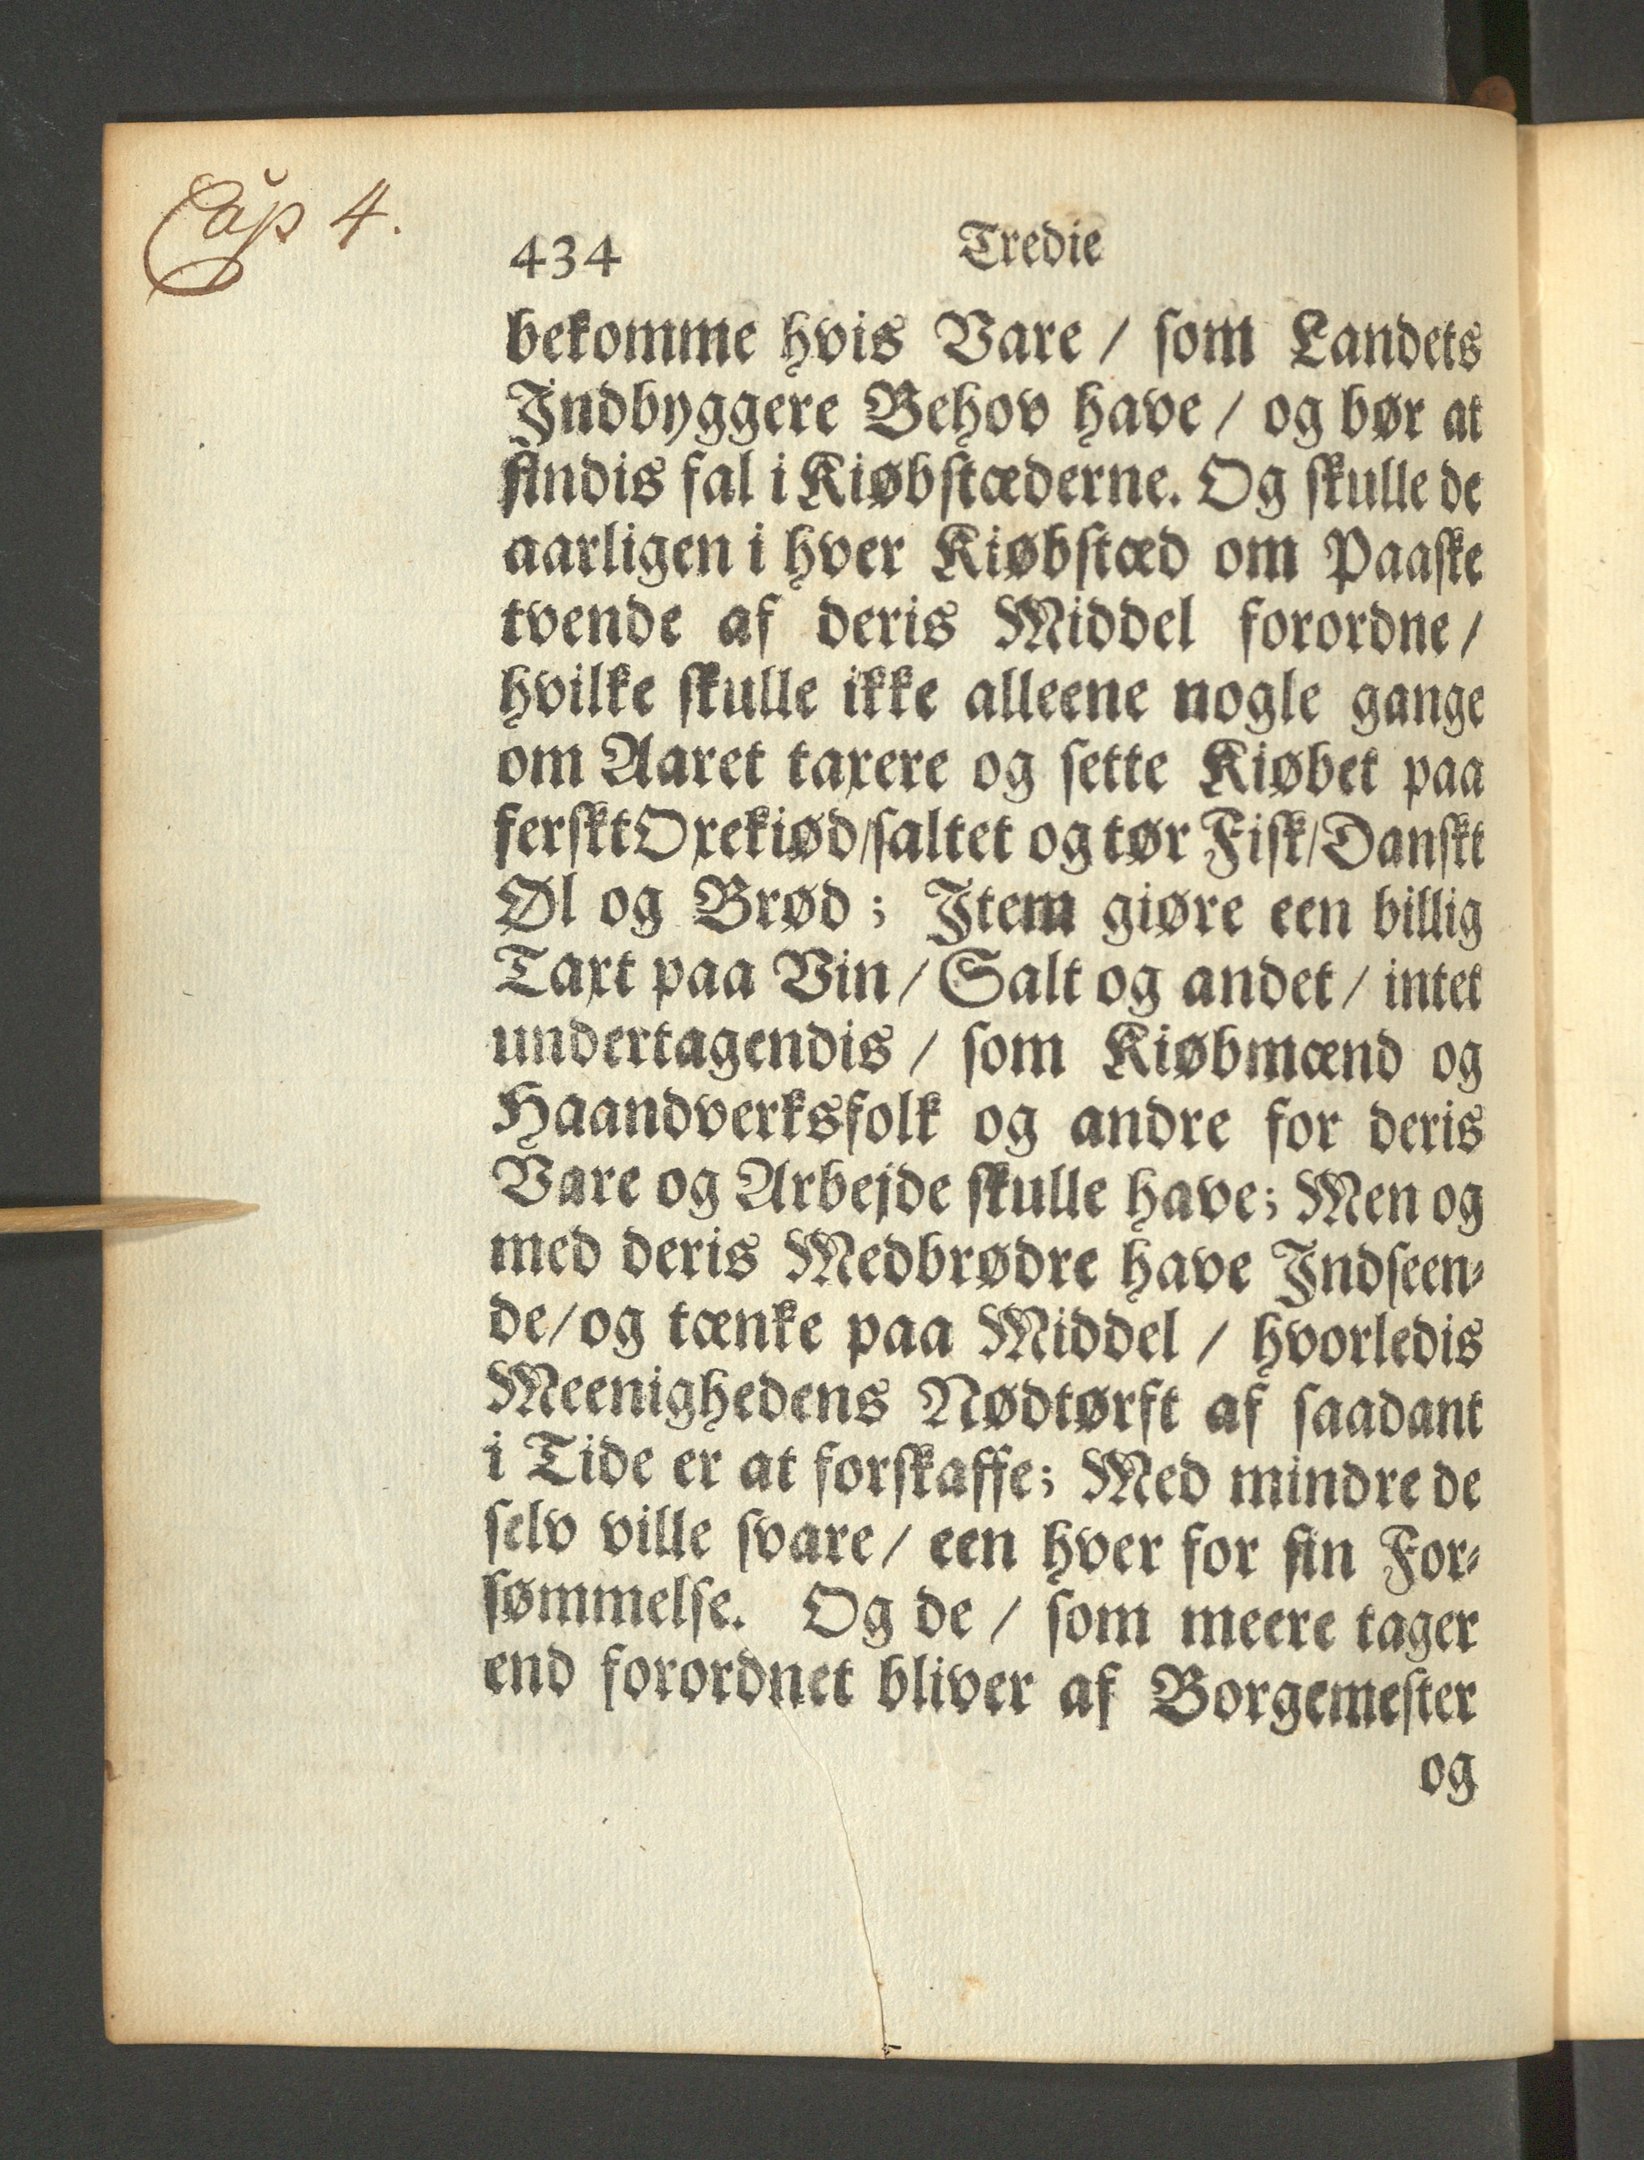 Cap 4.
434 Tredie
bekomme hvis Vare / som Landets
Indbyggere Behov have / og bør at
findis fal i Kiøbstæderne. Og skulle de
aarligen i hver Kiøbstæd om Paaske
tvende af deris Middel forordne /
hvilke skulle ikke alleene nogle gange
om Aaret taxere og sette Kiøbet paa
ferskt Oxekiød / saltet og tør Fisk / Danskt
Øl og Brød ; Item giøre een billig
Taxt paa Vin / Salt og andet / intet
undertagendis / som Kiøbmænd og
Haandverksfolk og andre for deris
Vare og Arbejde skulle have; Men og
med deris Medbrødre have Indseen-
de / og tænke paa Middel / hvorledis
Meenighedens Nødtørft af saadant
i Tide er at forskaffe; Med mindre de
selv ville svare / een hver for sin For-
sømmelse. Og de / som meere tager
end forordnet bliver af Borgemester
og